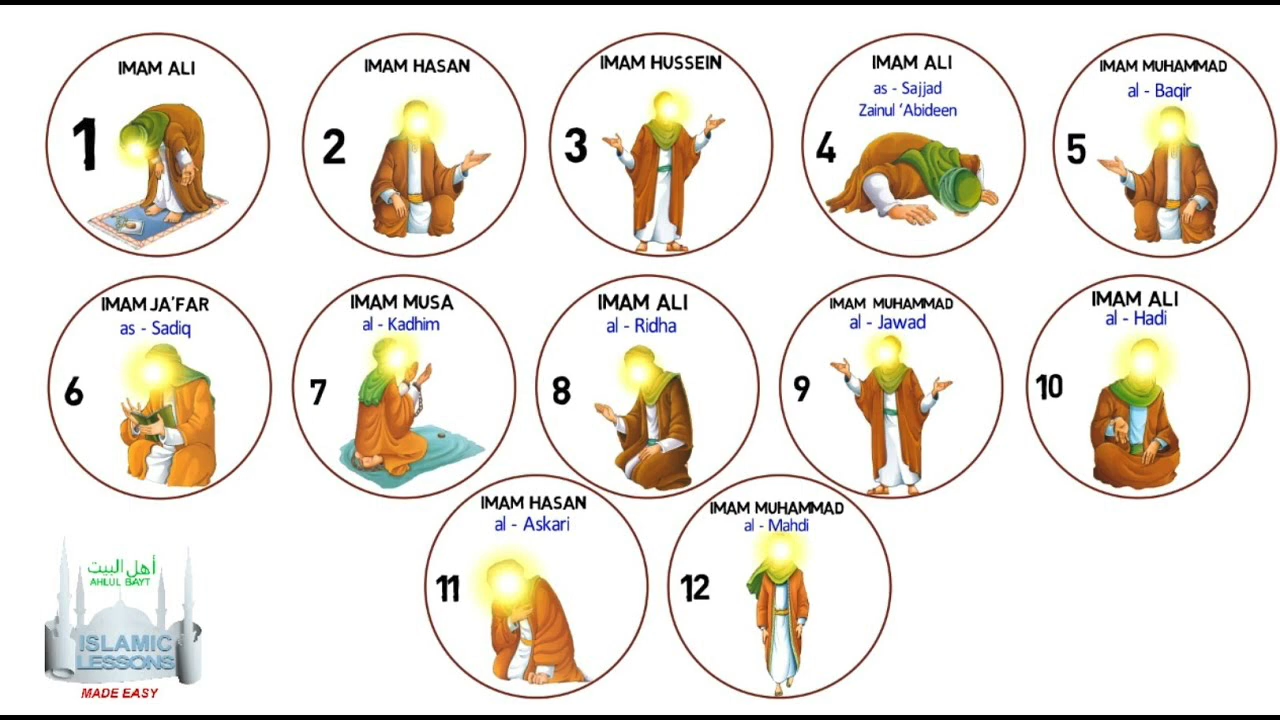 IMAM ALI
1
IMAM HASAN
2
IMAM HUSSEIN
3
IMAM ALI
as - Sajjad
Zainul ‘Abideen
4
IMAM MUHAMMAD
al - Baqir
5
IMAM JA’FAR
as - Sadiq
6
IMAM MUSA
al - Kadhim
7
IMAM ALI
al - Ridha
8
IMAM MUHAMMAD
al - Jawad
9
IMAM ALI
al - Hadi
10
IMAM HASAN
al - Askari
11
IMAM MUHAMMAD
al - Mahdi
12
أهل البيت
AHLUL BAYT
ISLAMIC
LESSONS
MADE EASY